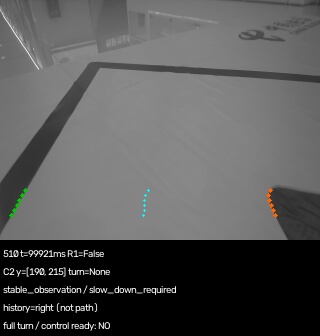 510 t=99921ms R1=False
C2 y=[190, 215] turn=None
stable_observation / slow_down_required
history=right (not path)
full turn / control ready: NO